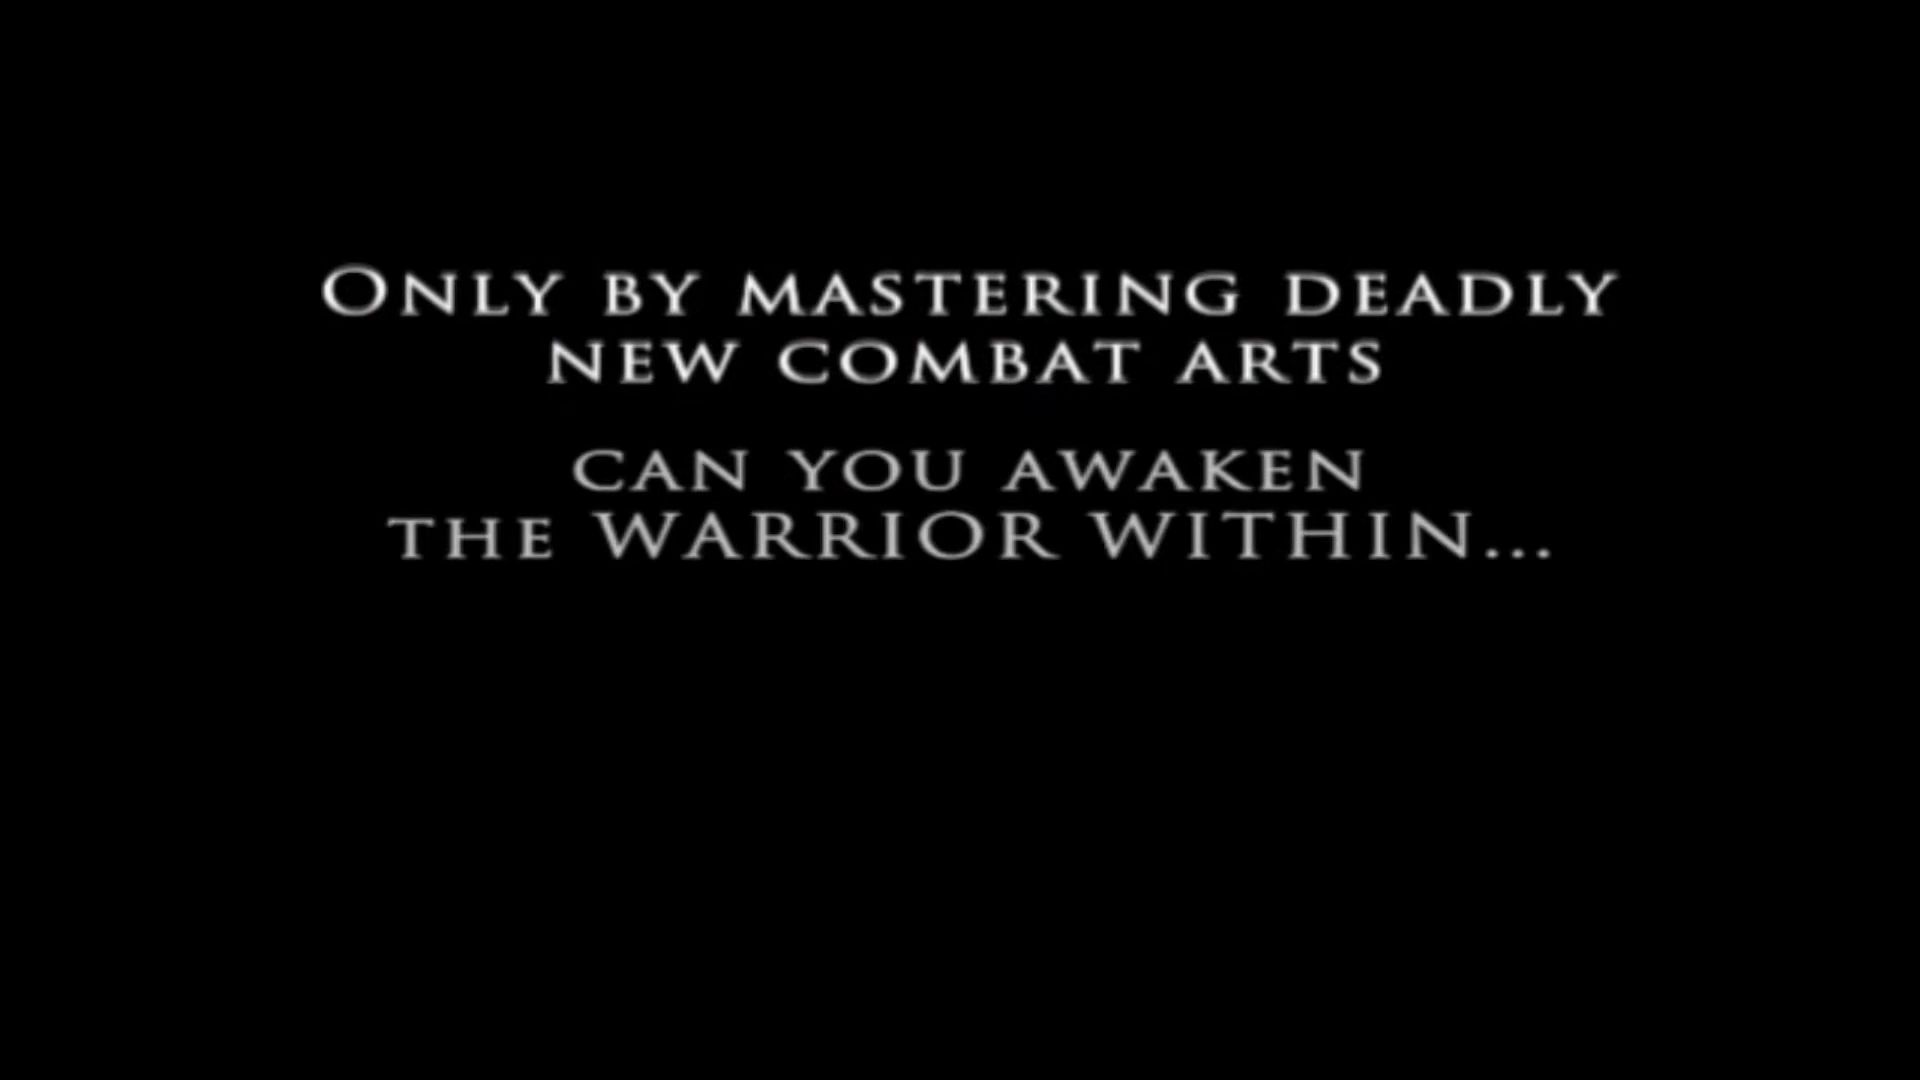 Only by mastering deadly
new combat arts
can you awaken
the WARRIOR WITHIN...